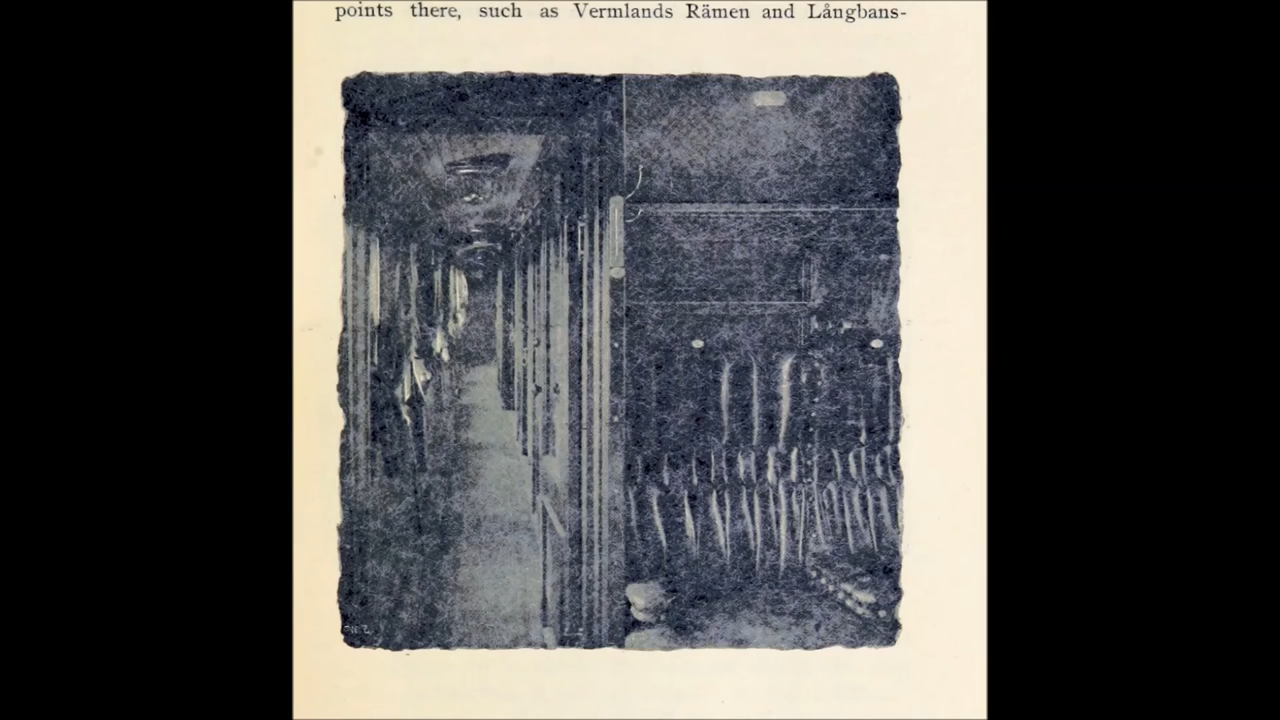 points there, such as Vermlands Rämen and Långbans-